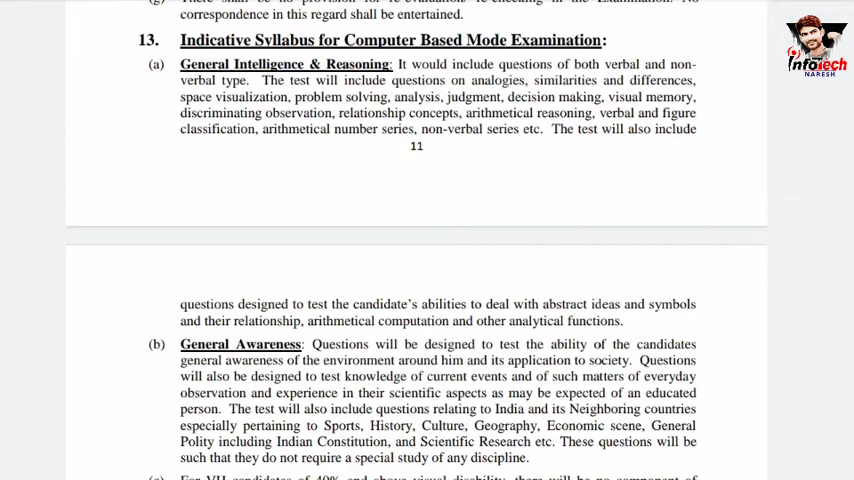 correspondence in this regard shall be entertained.
13. Indicative Syllabus for Computer Based Mode Examination:
(a) General Intelligence & Reasoning: It would include questions of both verbal and non-
verbal type. The test will include questions on analogies, similarities and differences,
space visualization, problem solving, analysis, judgment, decision making, visual memory,
discriminating observation, relationship concepts, arithmetical reasoning, verbal and figure
classification, arithmetical number series, non-verbal series etc. The test will also include
11
questions designed to test the candidate's abilities to deal with abstract ideas and symbols
and their relationship, arithmetical computation and other analytical functions.
(b) General Awareness: Questions will be designed to test the ability of the candidates
general awareness of the environment around him and its application to society. Questions
will also be designed to test knowledge of current events and of such matters of everyday
observation and experience in their scientific aspects as may be expected of an educated
person. The test will also include questions relating to India and its Neighboring countries
especially pertaining to Sports, History, Culture, Geography, Economic scene, General
Polity including Indian Constitution, and Scientific Research etc. These questions will be
such that they do not require a special study of any discipline.
infoTech
NARESH